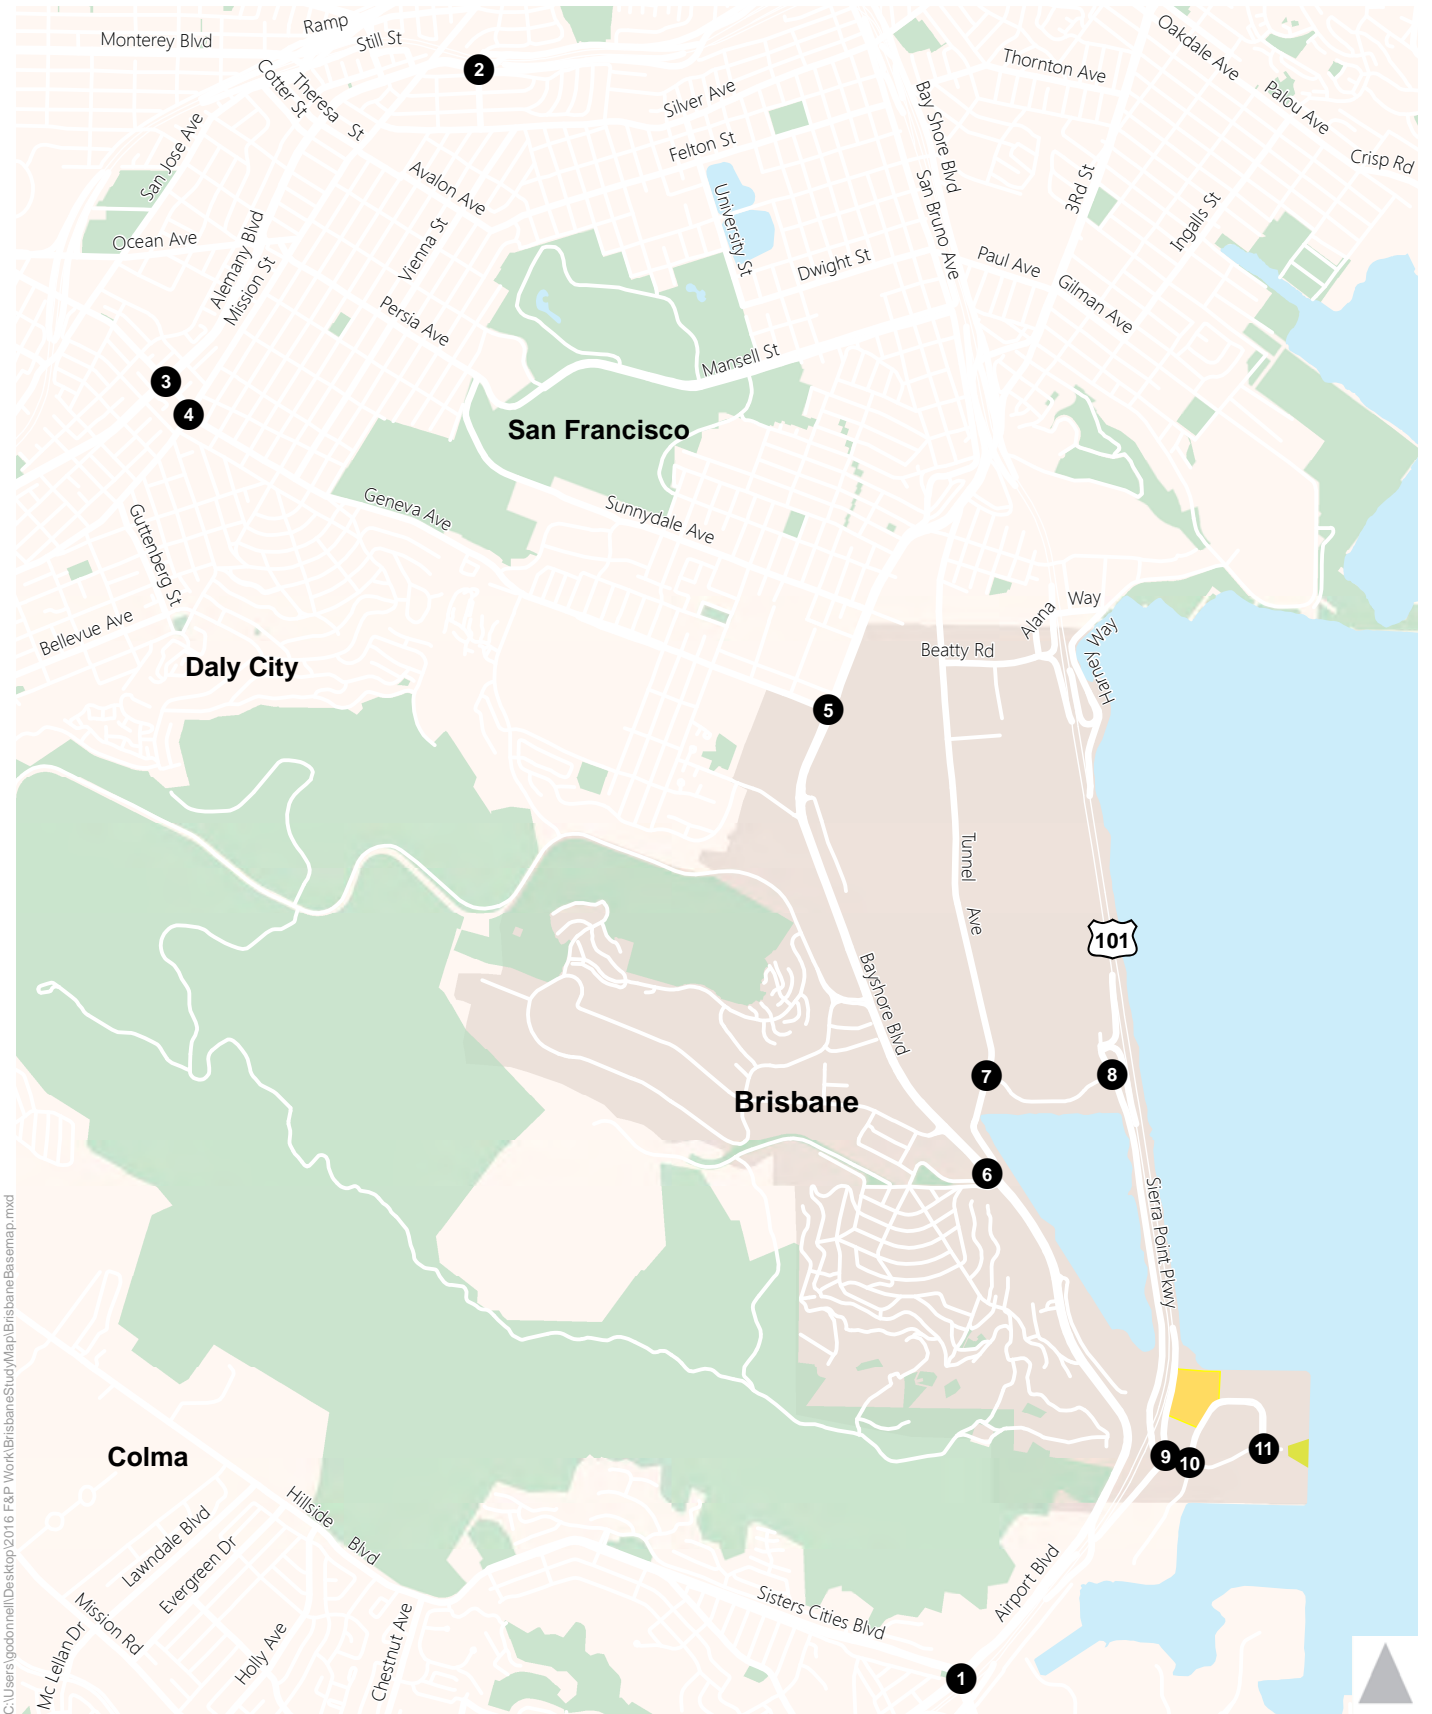 Monterey Blvd
Ramp
Still St
2
Cotter St
Theresa St
Silver Ave
Thornton Ave
Oakdale Ave
Palou Ave
Crisp Rd
San Jose Ave
Felton St
Bay Shore Blvd
Avalon Ave
University St
San Bruno Ave
3Rd St
Ingalls St
Ocean Ave
Alemany Blvd
Mission St
Vienna St
Dwight St
Paul Ave
Gilman Ave
Persia Ave
Mansell St
3
4
San Francisco
Geneva Ave
Sunnydale Ave
Guttenberg St
Bellevue Ave
Daly City
Alana Way
Harney Way
Beatty Rd
5
Tunnel Ave
101
Bayshore Blvd
7
8
Brisbane
6
Sierra Point Pkwy
9
10
11
Colma
Hillside Blvd
Lawndale Blvd
Evergreen Dr
Mission Rd
Mc Lellan Dr
Holly Ave
Chestnut Ave
Sisters Cities Blvd
Airport Blvd
1
C:\Users\godonnell\Desktop\2016 F&P Work\BrisbaneStudyMap\BrisbaneBasemap.mxd